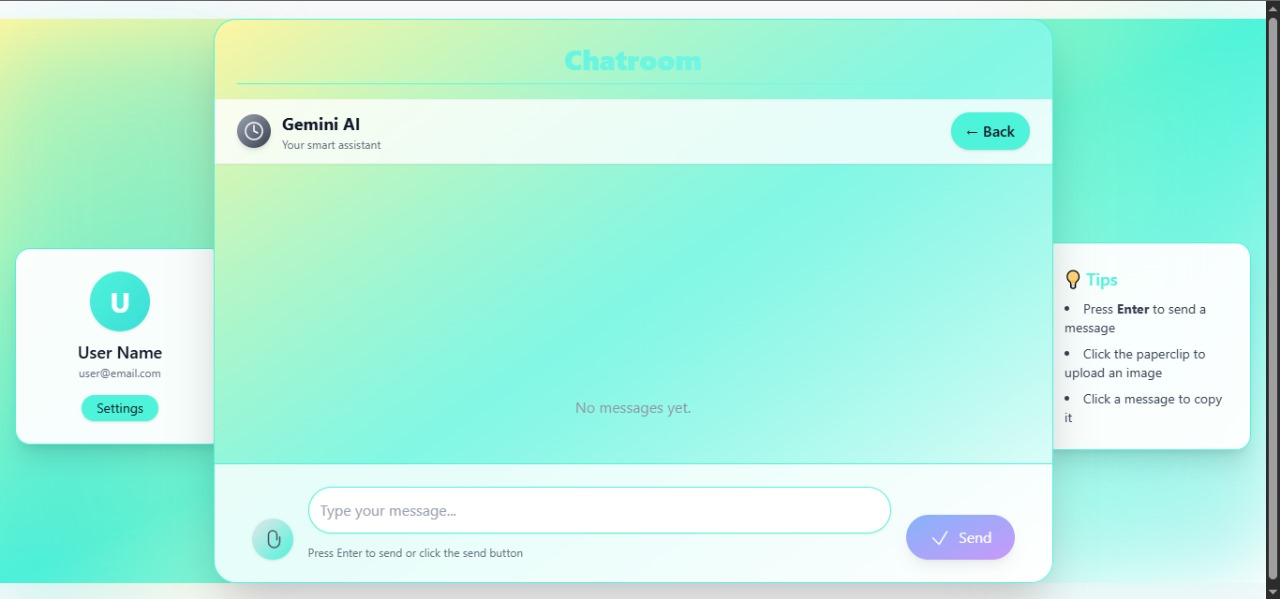 Chatroom
Gemini AI
Your smart assistant
← Back
U
User Name
user@email.com
Settings
No messages yet.
💡 Tips
• Press Enter to send a
message
• Click the paperclip to
upload an image
• Click a message to copy
it
Type your message...
Press Enter to send or click the send button
Send